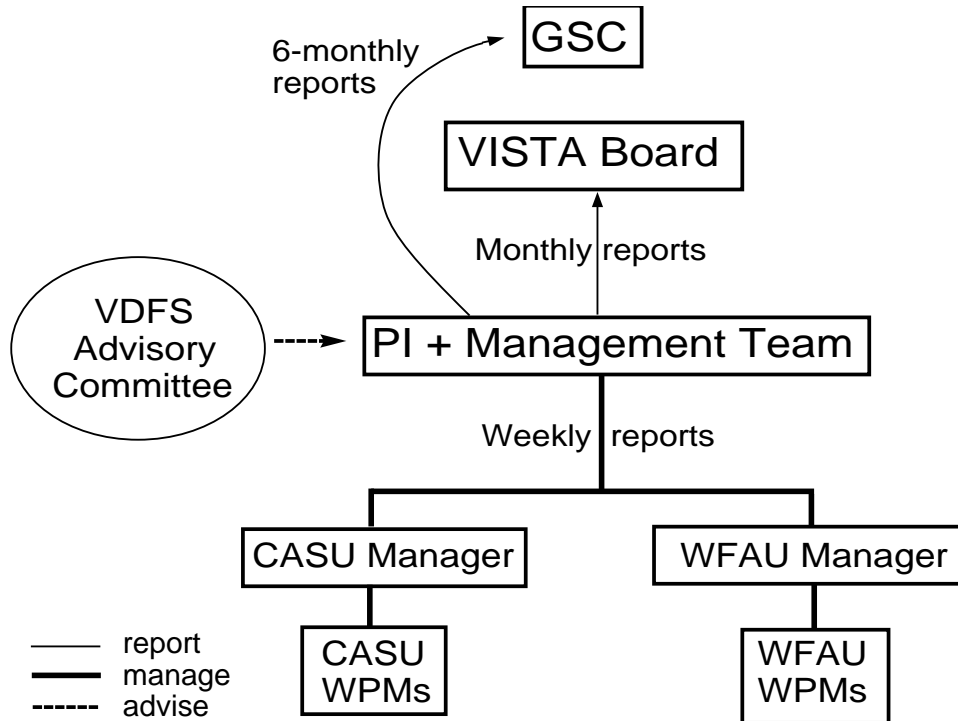 GSC
6-monthly
reports
VISTA Board
Monthly reports
VDFS
Advisory
Committee
PI + Management Team
Weekly reports
CASU Manager
WFAU Manager
CASU
WPMs
WFAU
WPMs
report
manage
advise